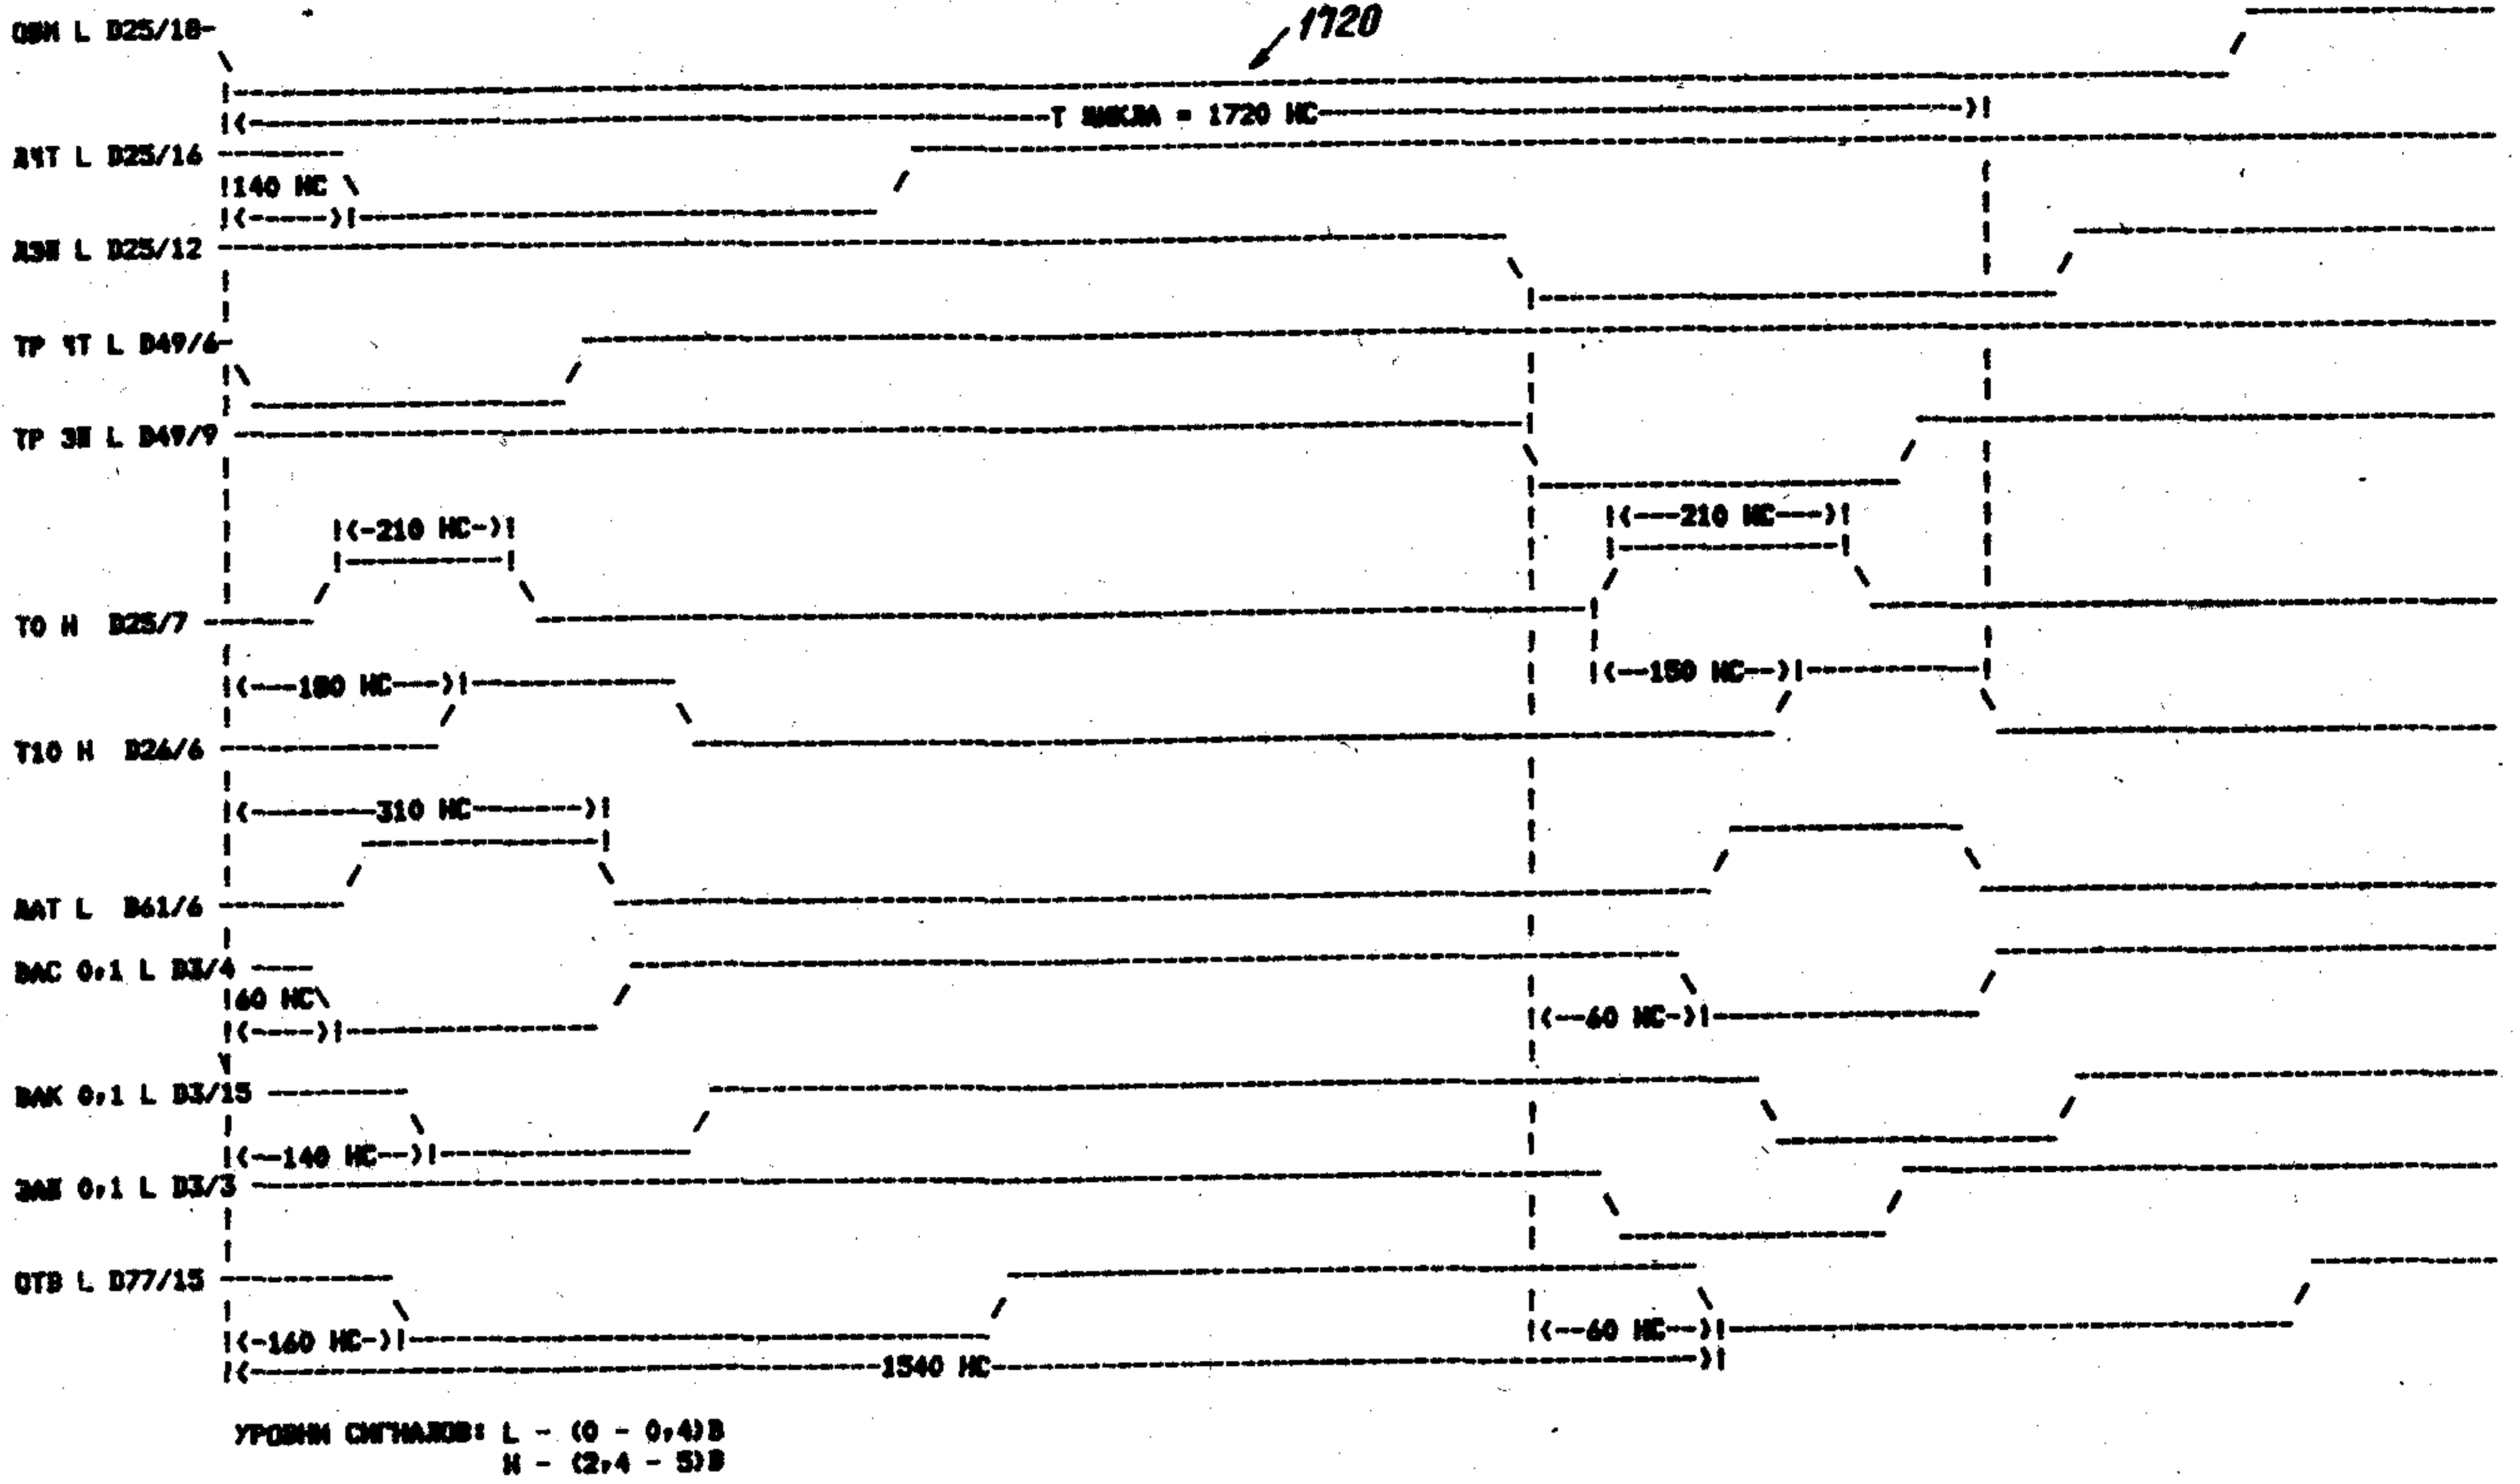 1720
ОВМ L D25/18
Т ЦИКЛА = 1720 НС
ДЧТ L D25/16
140 НС
ДЗП L D25/12
ТР ЧТ L D49/6
ТР ЗП L D49/9
210 НС
210 НС
Т0 Н D25/7
180 НС
150 НС
Т10 Н D26/6
310 НС
ААТ L D61/6
ВАС 0,1 L D3/4
60 НС
60 НС
ВАК 0,1 L D3/15
140 НС
ЗАП 0,1 L D3/3
ОТВ L D77/15
160 НС
60 НС
1540 НС
УРОВНИ СИГНАЛОВ: L - (0 - 0,4)В
Н - (2,4 - 5)В